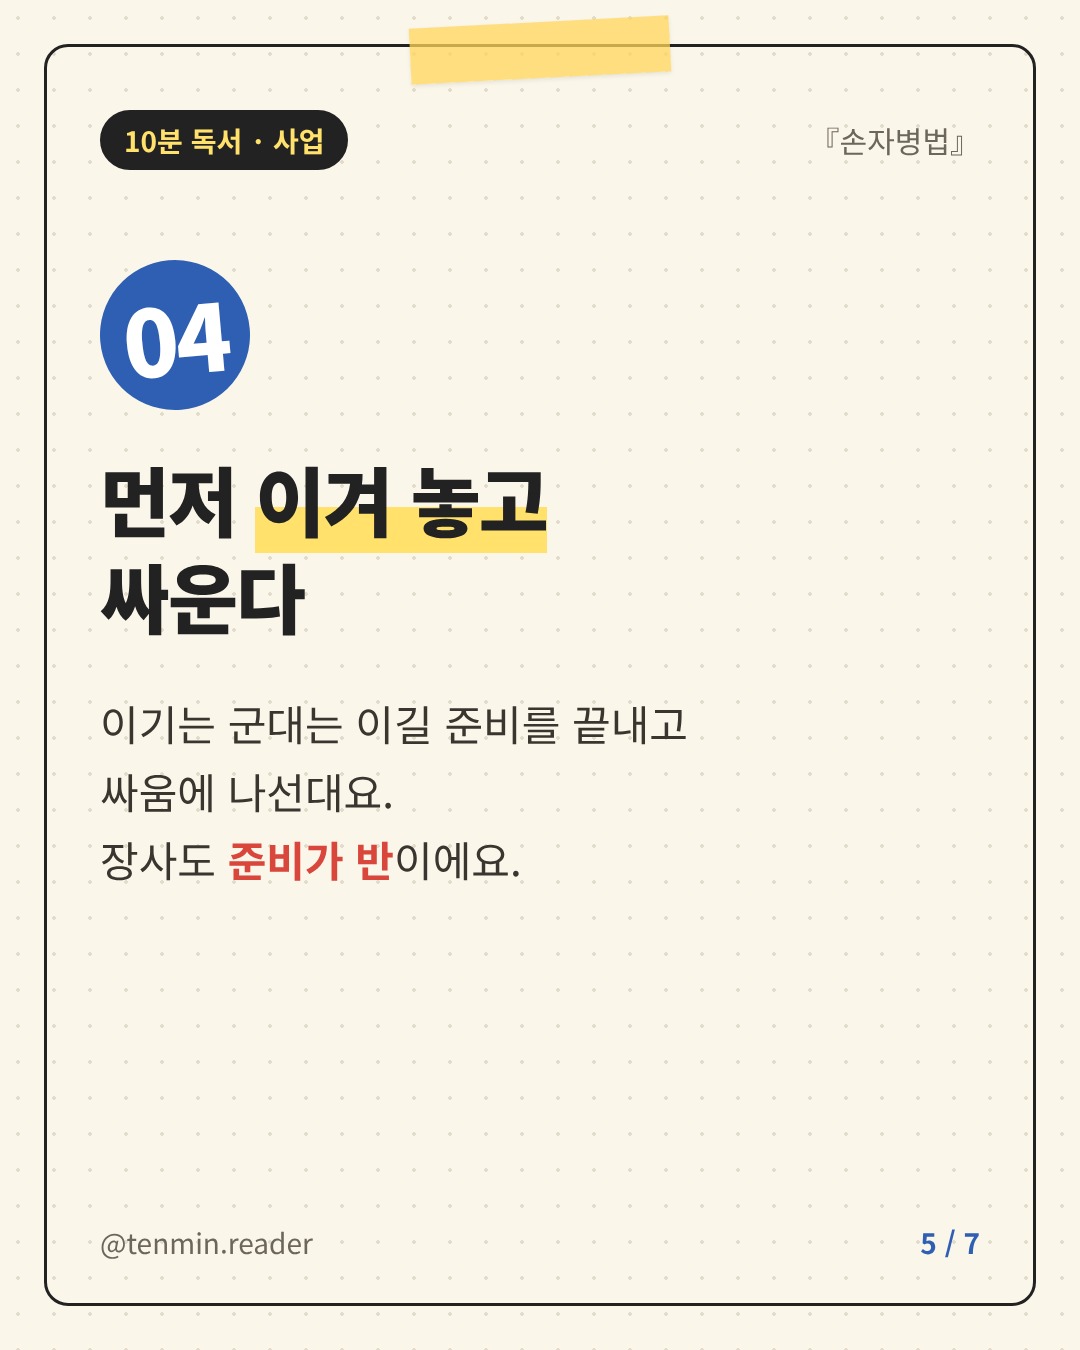 10분 독서 · 사업
『손자병법』
04
먼저 이겨 놓고
싸운다
이기는 군대는 이길 준비를 끝내고
싸움에 나선대요.
장사도 준비가 반이에요.
@tenmin.reader
5 / 7